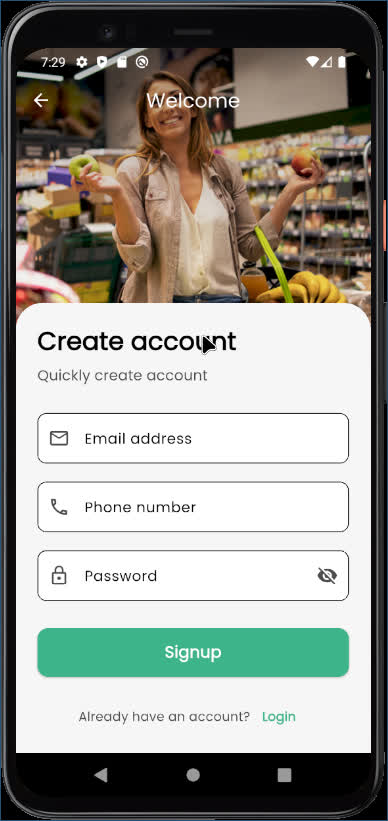 7:29
Welcome
Create account
Quickly create account
Email address
Phone number
Password
Signup
Already have an account? Login